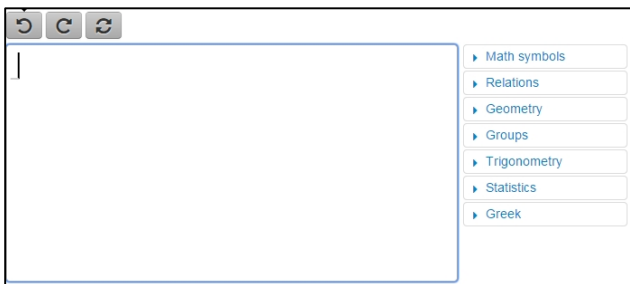 Math symbols
Relations
Geometry
Groups
Trigonometry
Statistics
Greek